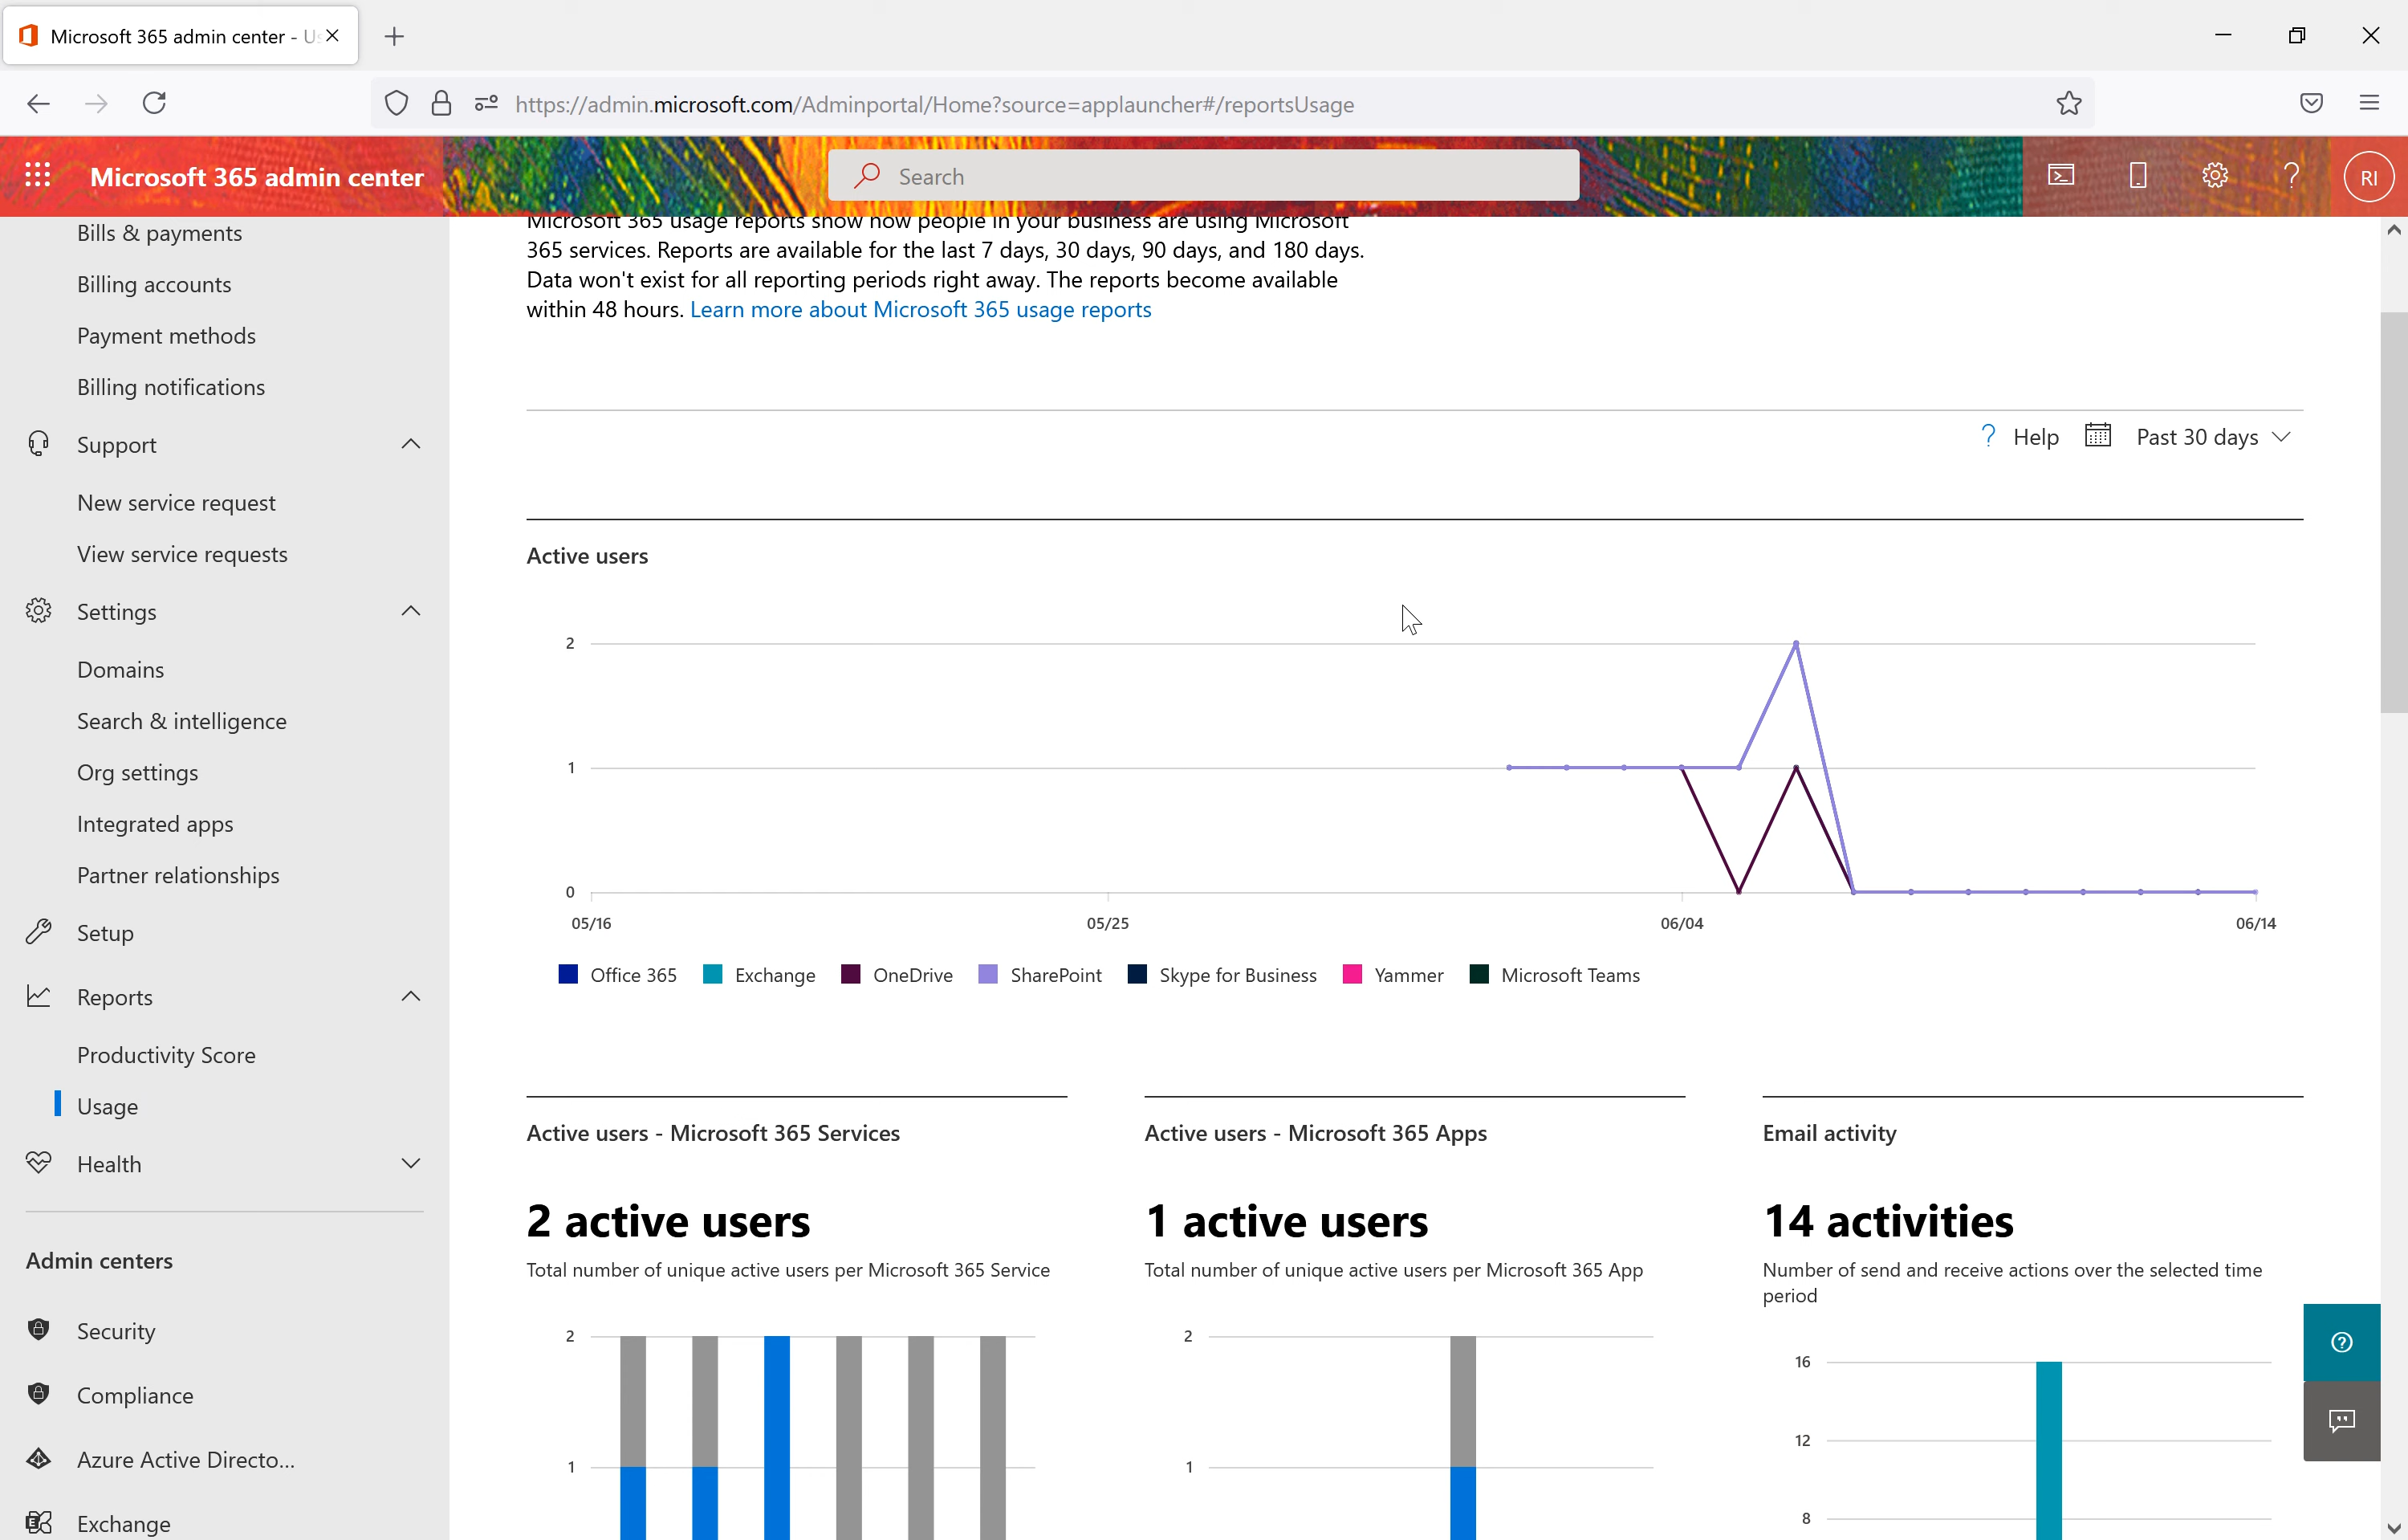 Microsoft 365 admin center - Us
https://admin.microsoft.com/Adminportal/Home?source=applauncher#/reportsUsage
Microsoft 365 admin center
Search
RI
Bills & payments
Billing accounts
Payment methods
Billing notifications
Support
New service request
View service requests
Settings
Domains
Search & intelligence
Org settings
Integrated apps
Partner relationships
Setup
Reports
Productivity Score
Usage
Health
Admin centers
Security
Compliance
Azure Active Directo...
Exchange
Microsoft 365 usage reports show how people in your business are using Microsoft
365 services. Reports are available for the last 7 days, 30 days, 90 days, and 180 days.
Data won't exist for all reporting periods right away. The reports become available
within 48 hours. Learn more about Microsoft 365 usage reports
? Help Past 30 days
Active users
2
1
0
05/16 05/25 06/04 06/14
Office 365 Exchange OneDrive SharePoint Skype for Business Yammer Microsoft Teams
Active users - Microsoft 365 Services
2 active users
Total number of unique active users per Microsoft 365 Service
2
1
Active users - Microsoft 365 Apps
1 active users
Total number of unique active users per Microsoft 365 App
2
1
Email activity
14 activities
Number of send and receive actions over the selected time
period
16
12
8